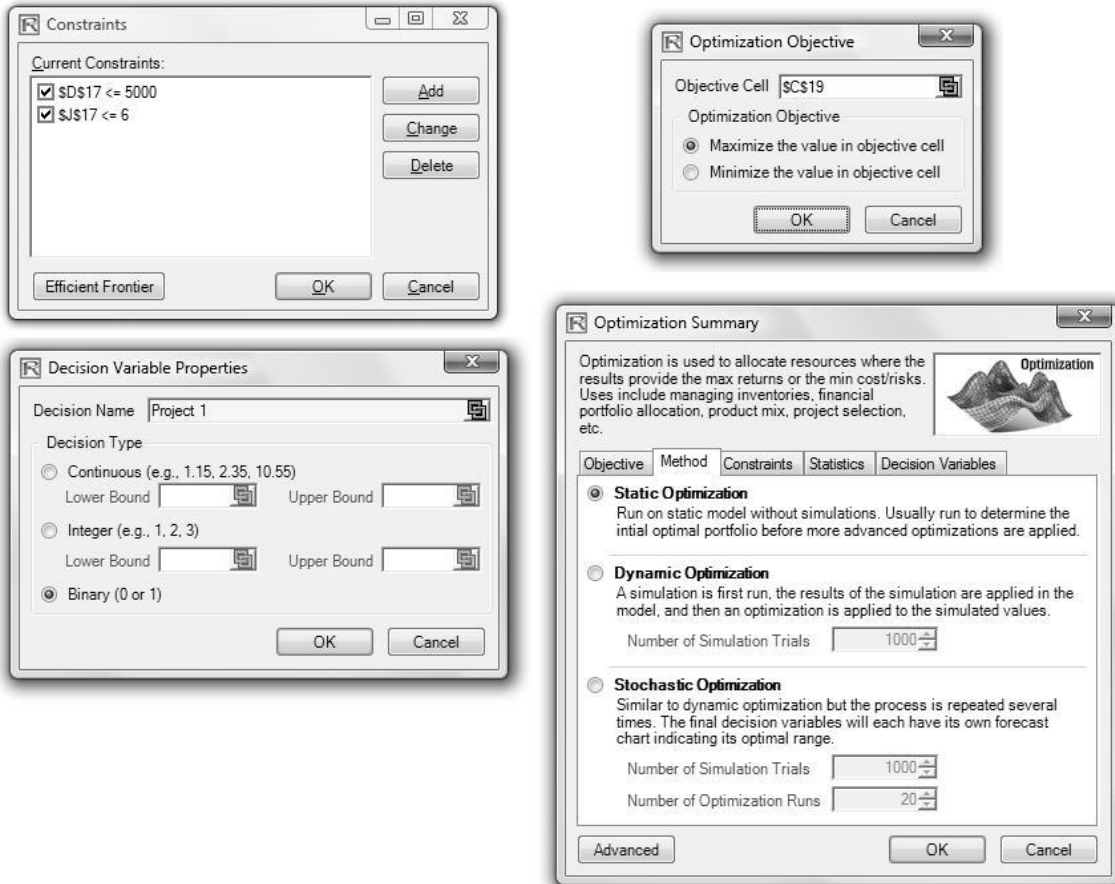 Constraints
Current Constraints:
$D$17 <= 5000
$J$17 <= 6
Add
Change
Delete
Efficient Frontier
OK
Cancel
Optimization Objective
Objective Cell $C$19
Optimization Objective
Maximize the value in objective cell
Minimize the value in objective cell
OK
Cancel
Decision Variable Properties
Decision Name Project 1
Decision Type
Continuous (e.g., 1.15, 2.35, 10.55)
Lower Bound Upper Bound
Integer (e.g., 1, 2, 3)
Lower Bound Upper Bound
Binary (0 or 1)
OK
Cancel
Optimization Summary
Optimization is used to allocate resources where the
results provide the max returns or the min cost/risks.
Uses include managing inventories, financial
portfolio allocation, product mix, project selection,
etc.
Optimization
Objective Method Constraints Statistics Decision Variables
Static Optimization
Run on static model without simulations. Usually run to determine the
intial optimal portfolio before more advanced optimizations are applied.
Dynamic Optimization
A simulation is first run, the results of the simulation are applied in the
model, and then an optimization is applied to the simulated values.
Number of Simulation Trials 1000
Stochastic Optimization
Similar to dynamic optimization but the process is repeated several
times. The final decision variables will each have its own forecast
chart indicating its optimal range.
Number of Simulation Trials 1000
Number of Optimization Runs 20
Advanced
OK
Cancel